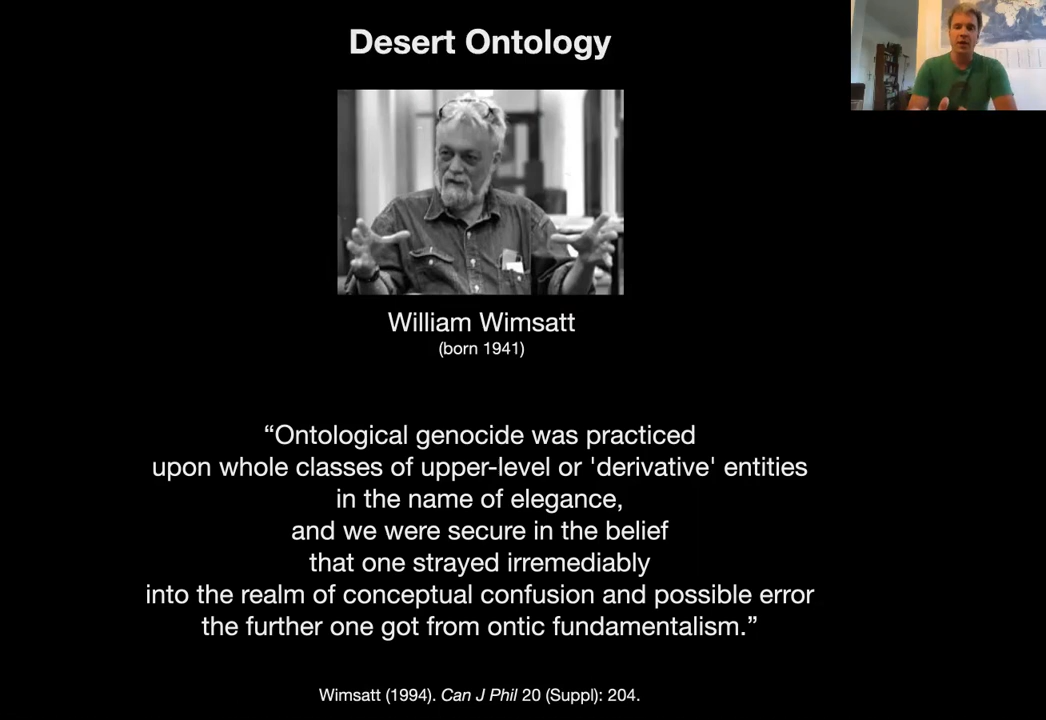 Desert Ontology
William Wimsatt
(born 1941)
“Ontological genocide was practiced
upon whole classes of upper-level or 'derivative' entities
in the name of elegance,
and we were secure in the belief
that one strayed irremediably
into the realm of conceptual confusion and possible error
the further one got from ontic fundamentalism.”
Wimsatt (1994). Can J Phil 20 (Suppl): 204.